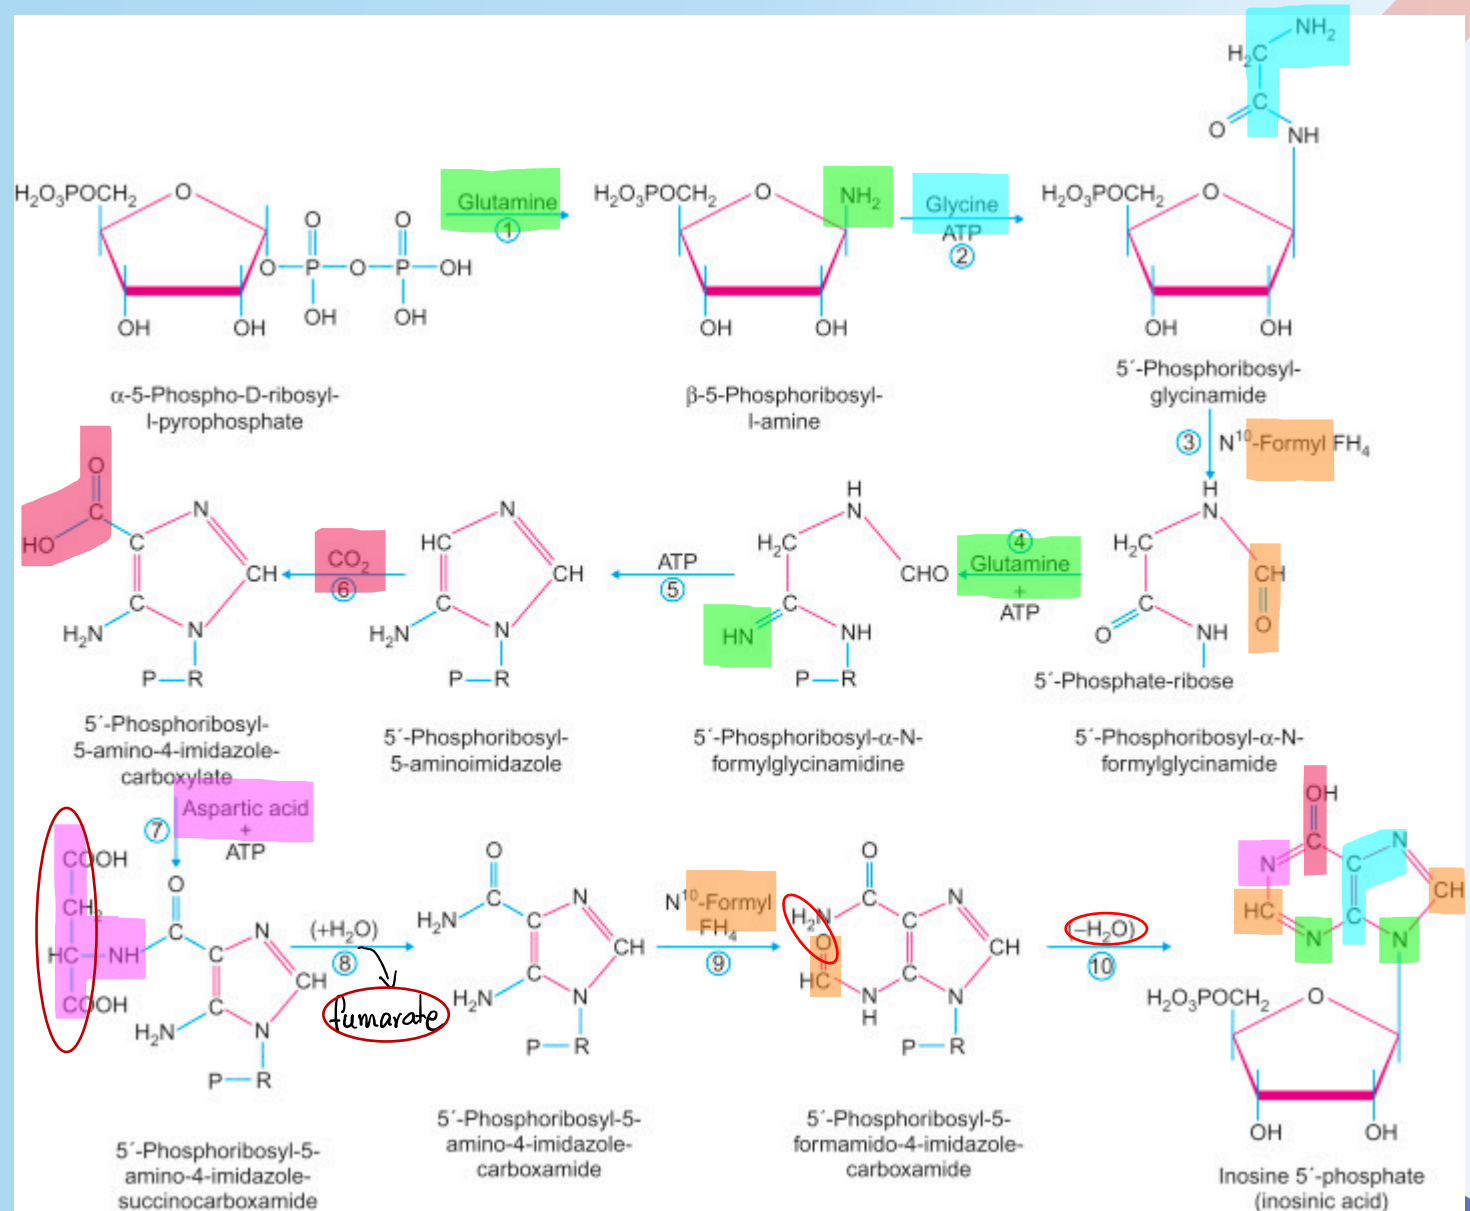 NH2
H2C
C
O
NH
H2O3POCH2
O
O
O
O
P
O
P
OH
OH
OH
OH
OH
α-5-Phospho-D-ribosyl-
l-pyrophosphate
Glutamine
1
H2O3POCH2
O
NH2
OH
OH
β-5-Phosphoribosyl-
l-amine
Glycine
ATP
2
H2O3POCH2
O
OH
OH
5´-Phosphoribosyl-
glycinamide
3
N10-Formyl FH4
H
N
H2C
CH
O
C
O
NH
5´-Phosphate-ribose
5´-Phosphoribosyl-α-N-
formylglycinamide
4
Glutamine
+
ATP
H
N
H2C
CHO
C
HN
NH
P
R
5´-Phosphoribosyl-α-N-
formylglycinamidine
ATP
5
N
HC
CH
C
H2N
N
P
R
5´-Phosphoribosyl-
5-aminoimidazole
CO2
6
O
C
HO
N
C
CH
C
H2N
N
P
R
5´-Phosphoribosyl-
5-amino-4-imidazole-
carboxylate
7
Aspartic acid
+
ATP
COOH
CH2
HC
NH
COOH
O
C
N
C
CH
C
H2N
N
P
R
5´-Phosphoribosyl-5-
amino-4-imidazole-
succinocarboxamide
(+H2O)
8
fumarate
O
C
H2N
N
C
CH
C
H2N
N
P
R
5´-Phosphoribosyl-5-
amino-4-imidazole-
carboxamide
N10-Formyl
FH4
9
O
C
H2N
O
HC
N
H
N
C
CH
C
N
P
R
5´-Phosphoribosyl-5-
formamido-4-imidazole-
carboxamide
(–H2O)
10
OH
C
N
C
N
CH
HC
N
C
N
H2O3POCH2
O
OH
OH
Inosine 5´-phosphate
(inosinic acid)